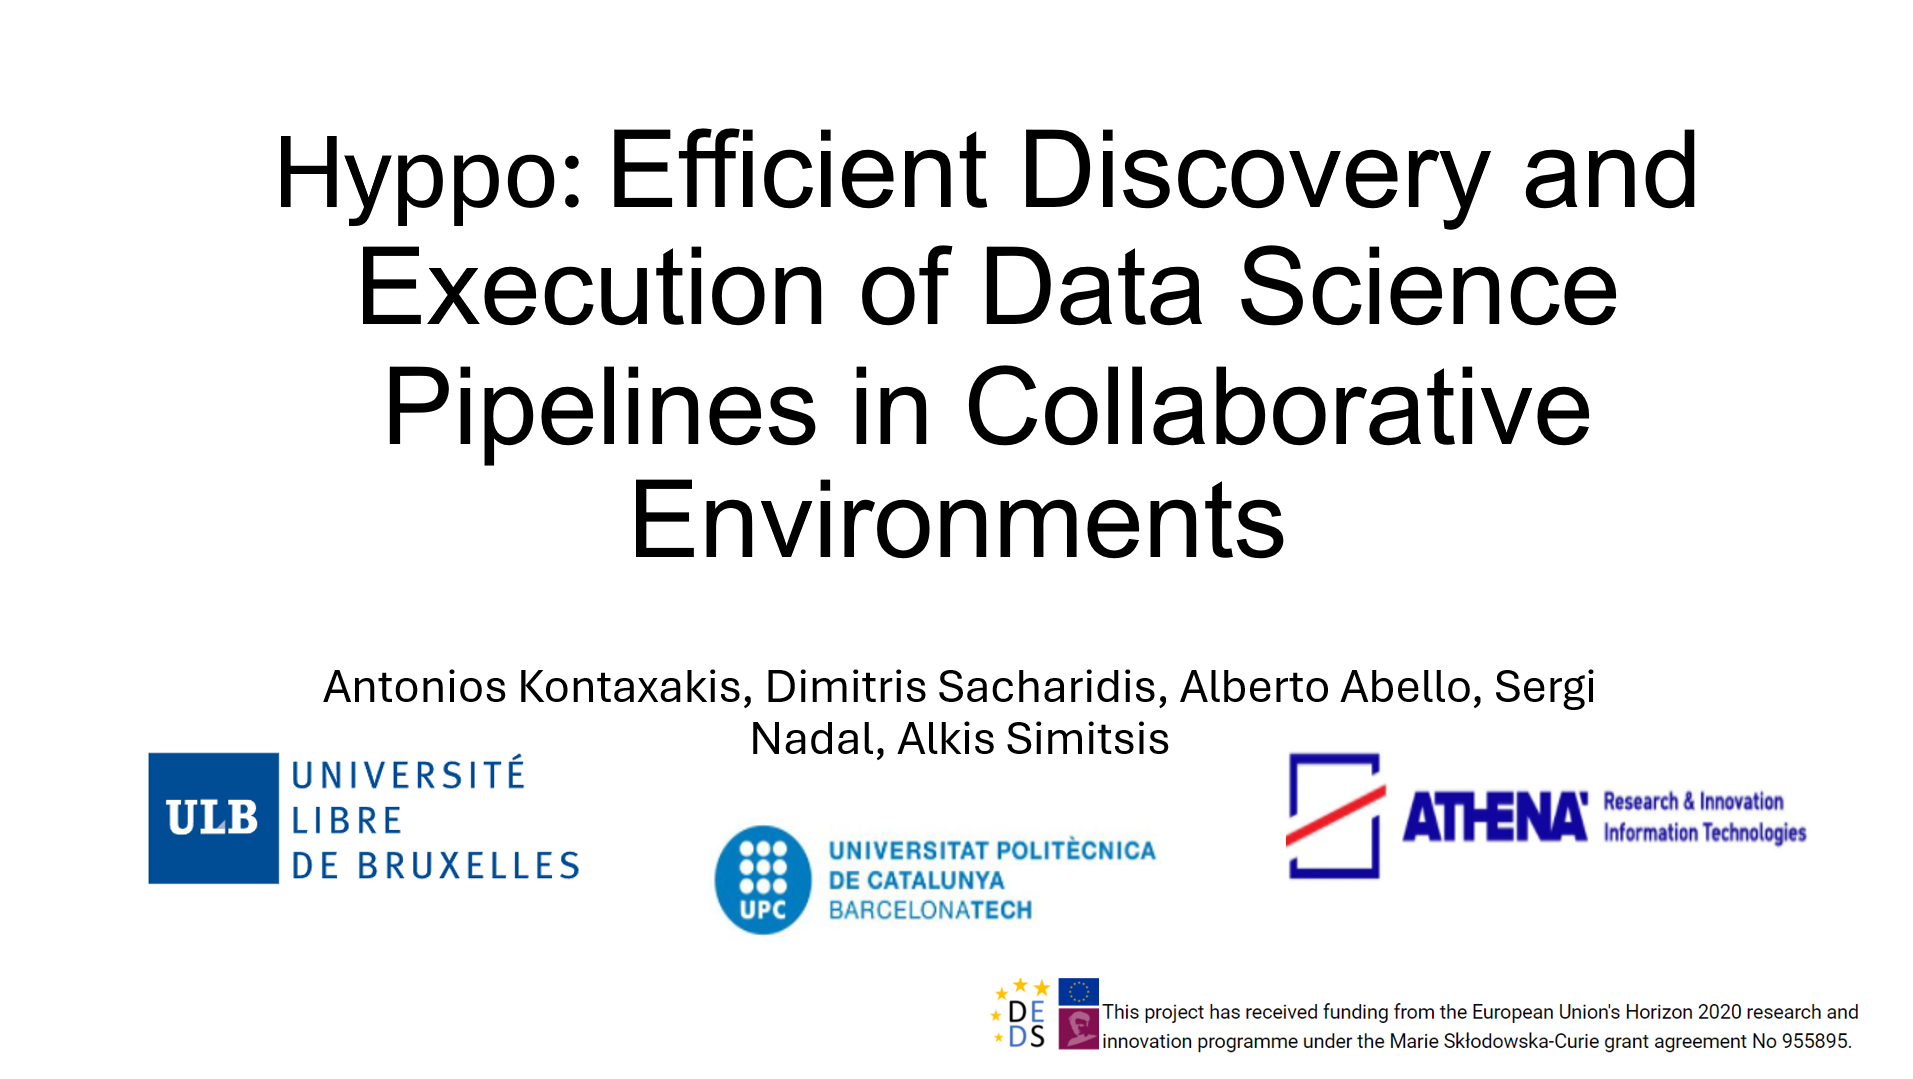 Hyppo: Efficient Discovery and
Execution of Data Science
Pipelines in Collaborative
Environments
Antonios Kontaxakis, Dimitris Sacharidis, Alberto Abello, Sergi
Nadal, Alkis Simitsis
ULB
UNIVERSITÉ
LIBRE
DE BRUXELLES
UPC
UNIVERSITAT POLITÈCNICA
DE CATALUNYA
BARCELONATECH
ATHENA
Research & Innovation
Information Technologies
DE
DS
This project has received funding from the European Union's Horizon 2020 research and
innovation programme under the Marie Skłodowska-Curie grant agreement No 955895.